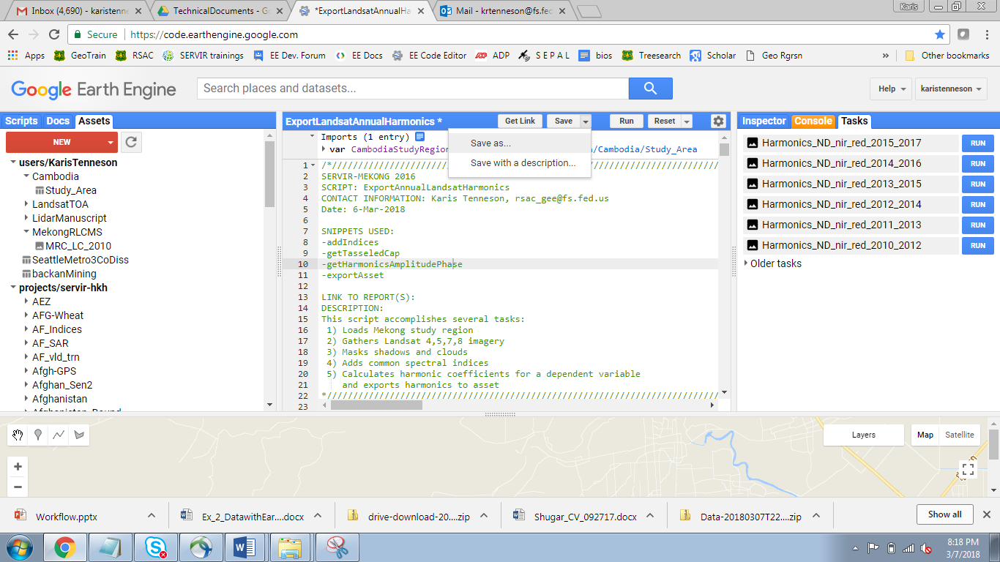 Inbox (4,690) - karistenne
TechnicalDocuments - Go
*ExportLandsatAnnualHa
Mail - krtenneson@fs.fed
Karis
Secure
https://code.earthengine.google.com
Apps
GeoTrain
RSAC
SERVIR trainings
EE Dev. Forum
EE Docs
EE Code Editor
ADP
S E P A L
bios
Treesearch
Scholar
Geo Rgrsn
»
Other bookmarks
Google Earth Engine
Search places and datasets...
Help
karistenneson
Scripts
Docs
Assets
NEW
users/KarisTenneson
Cambodia
Study_Area
LandsatTOA
LidarManuscript
MekongRLCMS
MRC_LC_2010
SeattleMetro3CoDiss
backanMining
projects/servir-hkh
AEZ
AFG-Wheat
AF_Indices
AF_SAR
AF_vld_trn
Afgh-GPS
Afghan_Sen2
Afghanistan
ExportLandsatAnnualHarmonics *
Get Link
Save
Run
Reset
Save as...
Save with a description...
Imports (1 entry)
var CambodiaStudyRegion
/Cambodia/Study_Area
1 /*//////////////////////////////////////////////////////////////////////////
2 SERVIR-MEKONG 2016
3 SCRIPT: ExportAnnualLandsatHarmonics
4 CONTACT INFORMATION: Karis Tenneson, rsac_gee@fs.fed.us
5 Date: 6-Mar-2018
6
7 SNIPPETS USED:
8 -addIndices
9 -getTasseledCap
10 -getHarmonicsAmplitudePhase
11 -exportAsset
12
13 LINK TO REPORT(S):
14 DESCRIPTION:
15 This script accomplishes several tasks:
16 1) Loads Mekong study region
17 2) Gathers Landsat 4,5,7,8 imagery
18 3) Masks shadows and clouds
19 4) Adds common spectral indices
20 5) Calculates harmonic coefficients for a dependent variable
21 and exports harmonics to asset
22 *//////////////////////////////////////////////////////////////////////////
23
Inspector
Console
Tasks
Harmonics_ND_nir_red_2015_2017 RUN
Harmonics_ND_nir_red_2014_2016 RUN
Harmonics_ND_nir_red_2013_2015 RUN
Harmonics_ND_nir_red_2012_2014 RUN
Harmonics_ND_nir_red_2011_2013 RUN
Harmonics_ND_nir_red_2010_2012 RUN
Older tasks
Layers
Map
Satellite
+
−
Workflow.pptx
Ex_2_DatawithEar....docx
drive-download-20....zip
Shugar_CV_092717.docx
Data-20180307T22....zip
Show all
8:18 PM
3/7/2018